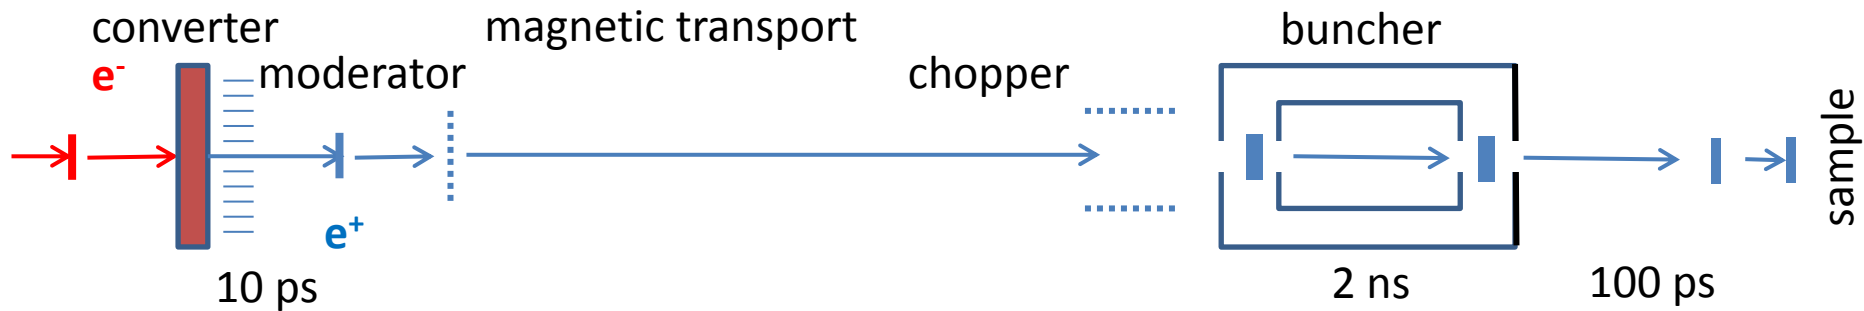 converter
magnetic transport
buncher
e-
moderator
chopper
sample
e+
10 ps
2 ns
100 ps